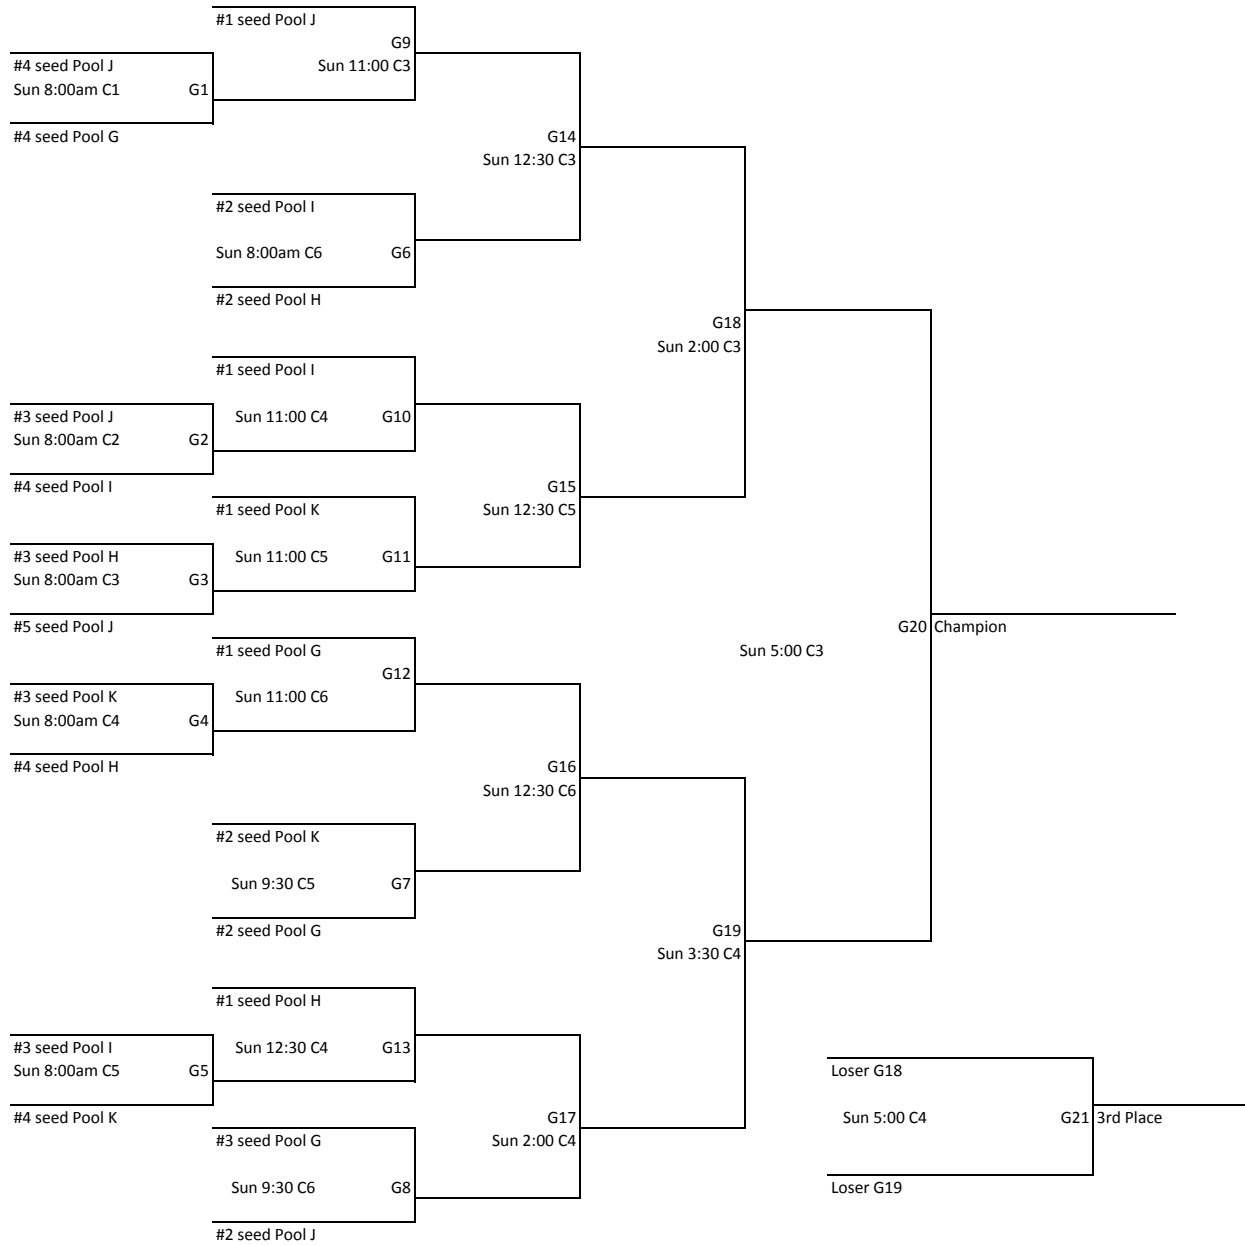 #1 seed Pool J
G9
#4 seed Pool J
Sun 11:00 C3
Sun 8:00am C1 G1
#4 seed Pool G
G14
Sun 12:30 C3
#2 seed Pool I
Sun 8:00am C6 G6
#2 seed Pool H
G18
Sun 2:00 C3
#1 seed Pool I
#3 seed Pool J
Sun 11:00 C4 G10
Sun 8:00am C2 G2
#4 seed Pool I
G15
#1 seed Pool K
Sun 12:30 C5
#3 seed Pool H
Sun 11:00 C5 G11
Sun 8:00am C3 G3
#5 seed Pool J
G20 Champion
#1 seed Pool G
Sun 5:00 C3
G12
#3 seed Pool K
Sun 11:00 C6
Sun 8:00am C4 G4
#4 seed Pool H
G16
Sun 12:30 C6
#2 seed Pool K
Sun 9:30 C5 G7
#2 seed Pool G
G19
Sun 3:30 C4
#1 seed Pool H
#3 seed Pool I
Sun 12:30 C4 G13
Sun 8:00am C5 G5
Loser G18
#4 seed Pool K
G17
Sun 5:00 C4 G21 3rd Place
#3 seed Pool G
Sun 2:00 C4
Sun 9:30 C6 G8
Loser G19
#2 seed Pool J